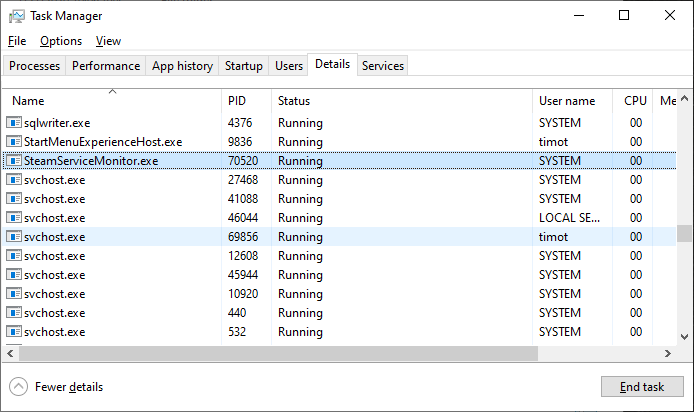 Task Manager
File Options View
Processes Performance App history Startup Users Details Services
Name PID Status User name CPU Me
sqlwriter.exe 4376 Running SYSTEM 00
StartMenuExperienceHost.exe 9836 Running timot 00
SteamServiceMonitor.exe 70520 Running SYSTEM 00
svchost.exe 27468 Running SYSTEM 00
svchost.exe 41088 Running SYSTEM 00
svchost.exe 46044 Running LOCAL SE... 00
svchost.exe 69856 Running timot 00
svchost.exe 12608 Running SYSTEM 00
svchost.exe 45944 Running SYSTEM 00
svchost.exe 10920 Running SYSTEM 00
svchost.exe 440 Running SYSTEM 00
svchost.exe 532 Running SYSTEM 00
Fewer details End task